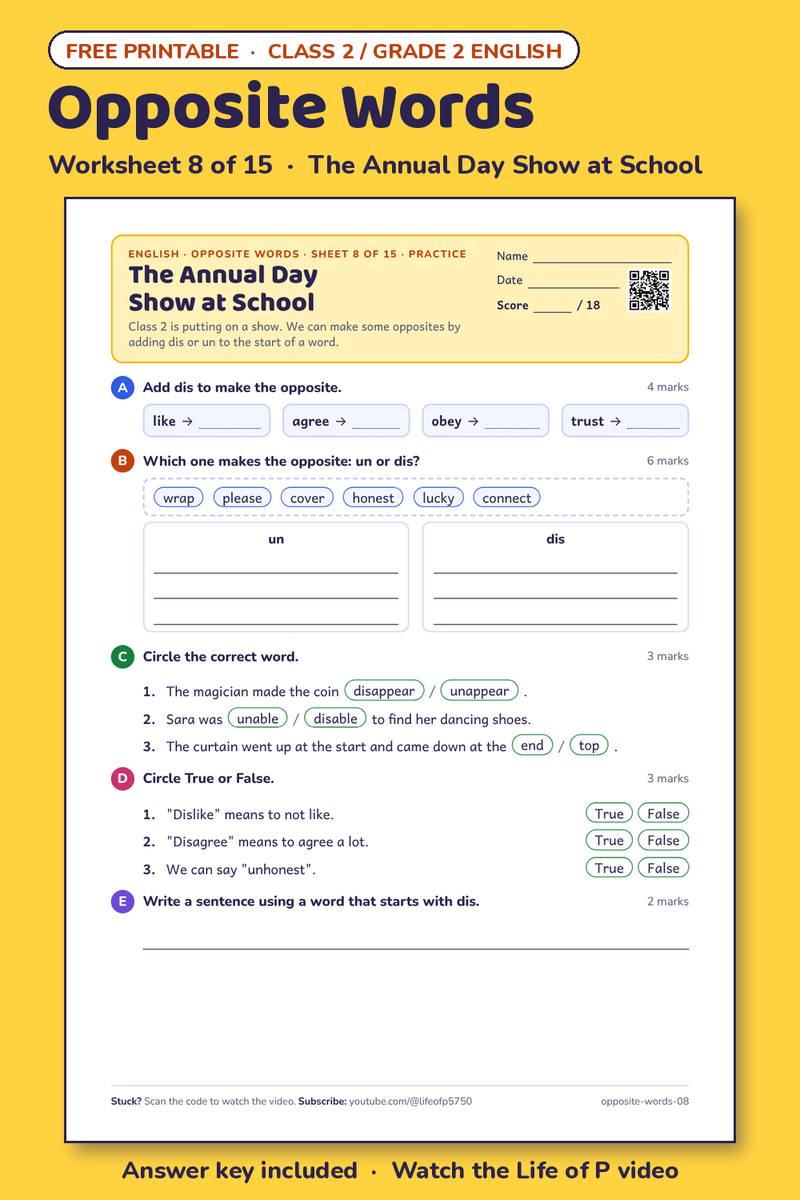 FREE PRINTABLE · CLASS 2 / GRADE 2 ENGLISH
Opposite Words
Worksheet 8 of 15 · The Annual Day Show at School
ENGLISH · OPPOSITE WORDS · SHEET 8 OF 15 · PRACTICE
The Annual Day
Show at School
Class 2 is putting on a show. We can make some opposites by
adding dis or un to the start of a word.
Name
Date
Score / 18
A Add dis to make the opposite. 4 marks
like → agree → obey → trust →
B Which one makes the opposite: un or dis? 6 marks
wrap please cover honest lucky connect
un dis
C Circle the correct word. 3 marks
1. The magician made the coin disappear / unappear .
2. Sara was unable / disable to find her dancing shoes.
3. The curtain went up at the start and came down at the end / top .
D Circle True or False. 3 marks
1. "Dislike" means to not like. True False
2. "Disagree" means to agree a lot. True False
3. We can say "unhonest". True False
E Write a sentence using a word that starts with dis. 2 marks
Stuck? Scan the code to watch the video. Subscribe: youtube.com/@lifeofp5750 opposite-words-08
Answer key included · Watch the Life of P video